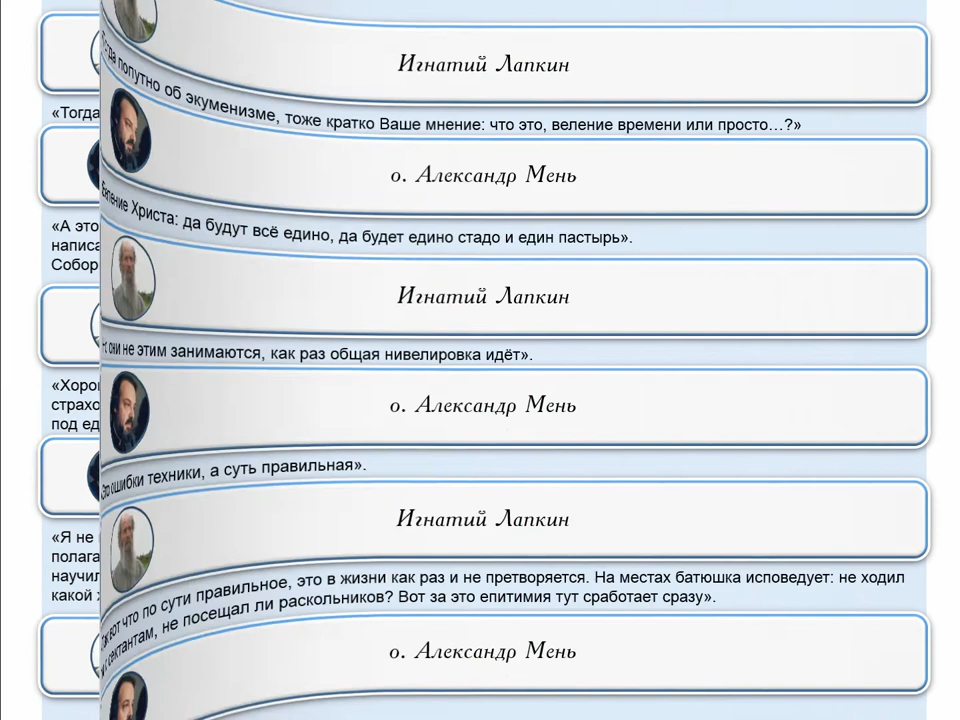 Игнатий Лапкин
«Тогда
попутно об экуменизме, тоже кратко Ваше мнение: что это, веление времени или просто…?»
о. Александр Мень
Веление Христа: да будут всё едино, да будет едино стадо и един пастырь».
«А это
написа
Собор
Игнатий Лапкин
они не этим занимаются, как раз общая нивелировка идёт».
«Хорош
страхо
под ед
о. Александр Мень
Это ошибки техники, а суть правильная».
Игнатий Лапкин
«Я не
полага
научил
какой
вот что по сути правильное, это в жизни как раз и не претворяется. На местах батюшка исповедует: не ходил
сектантам, не посещал ли раскольников? Вот за это епитимия тут сработает сразу».
о. Александр Мень